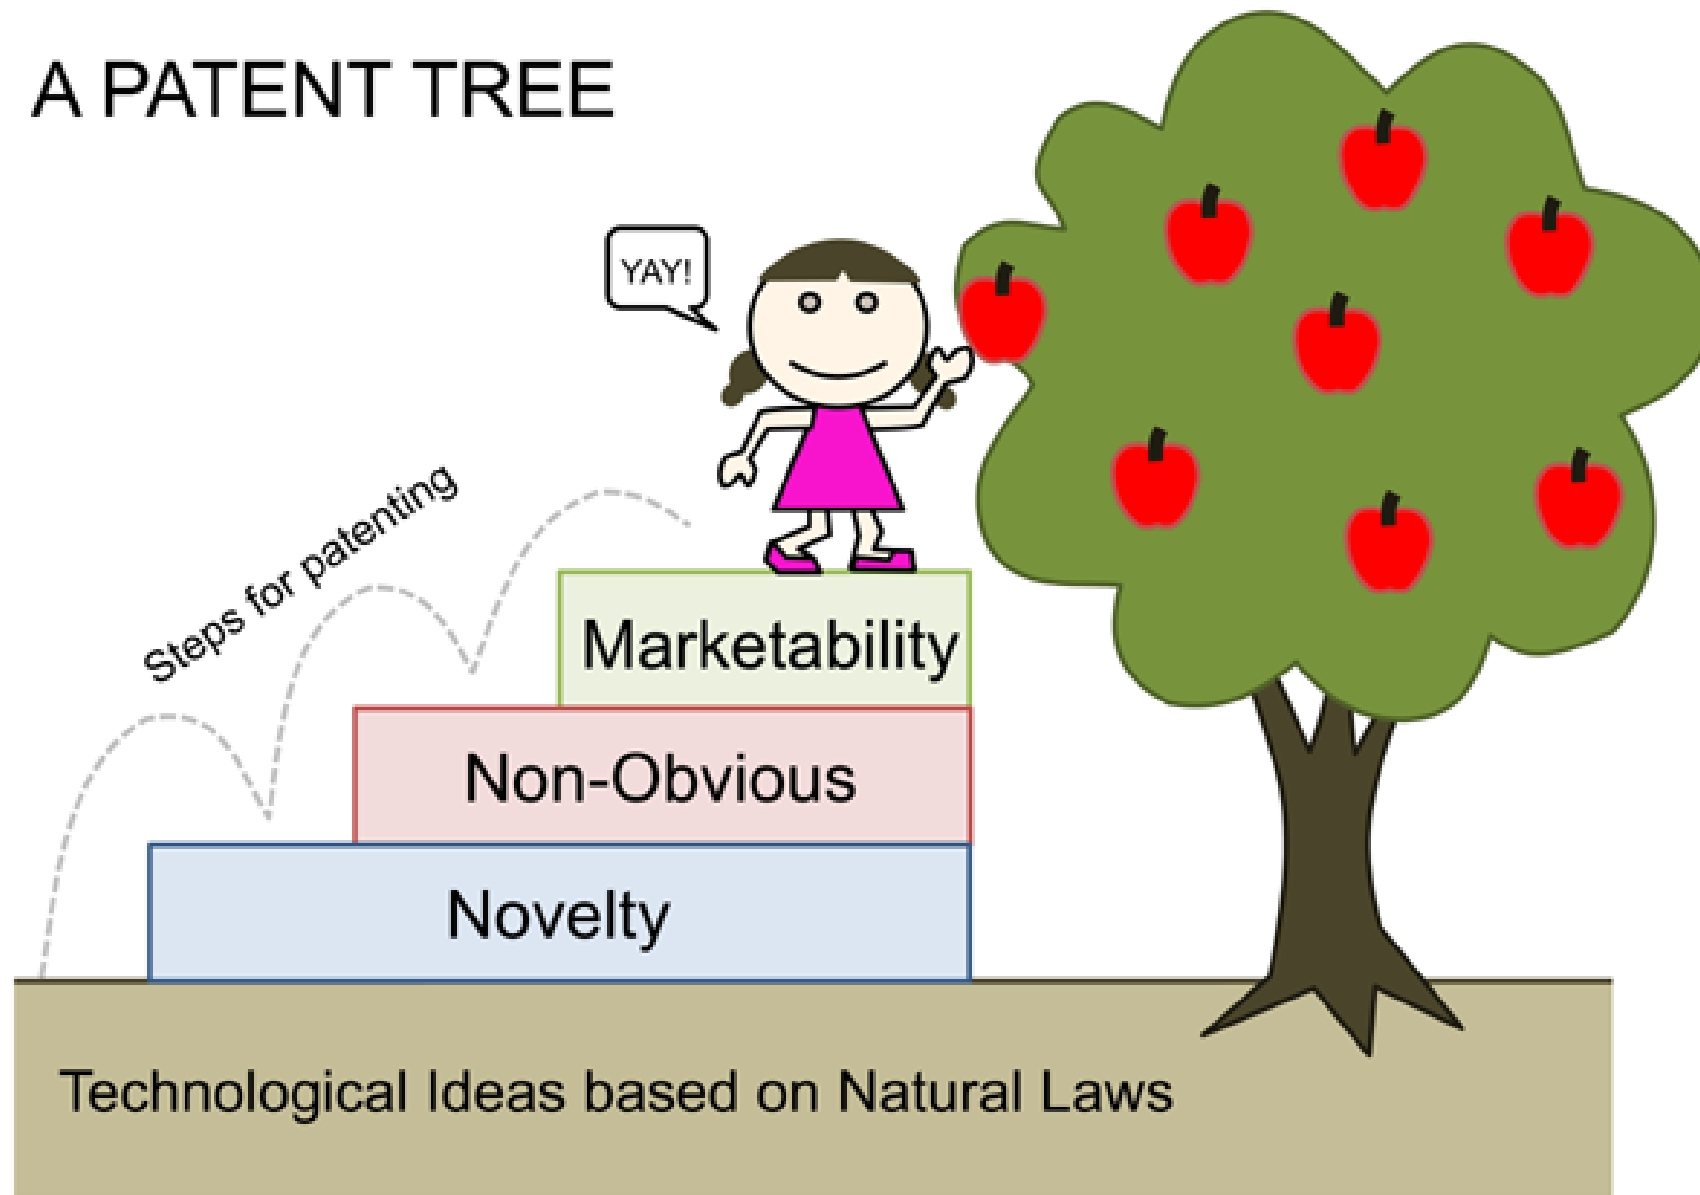 A PATENT TREE
YAY!
Steps for patenting
Marketability
Non-Obvious
Novelty
Technological Ideas based on Natural Laws